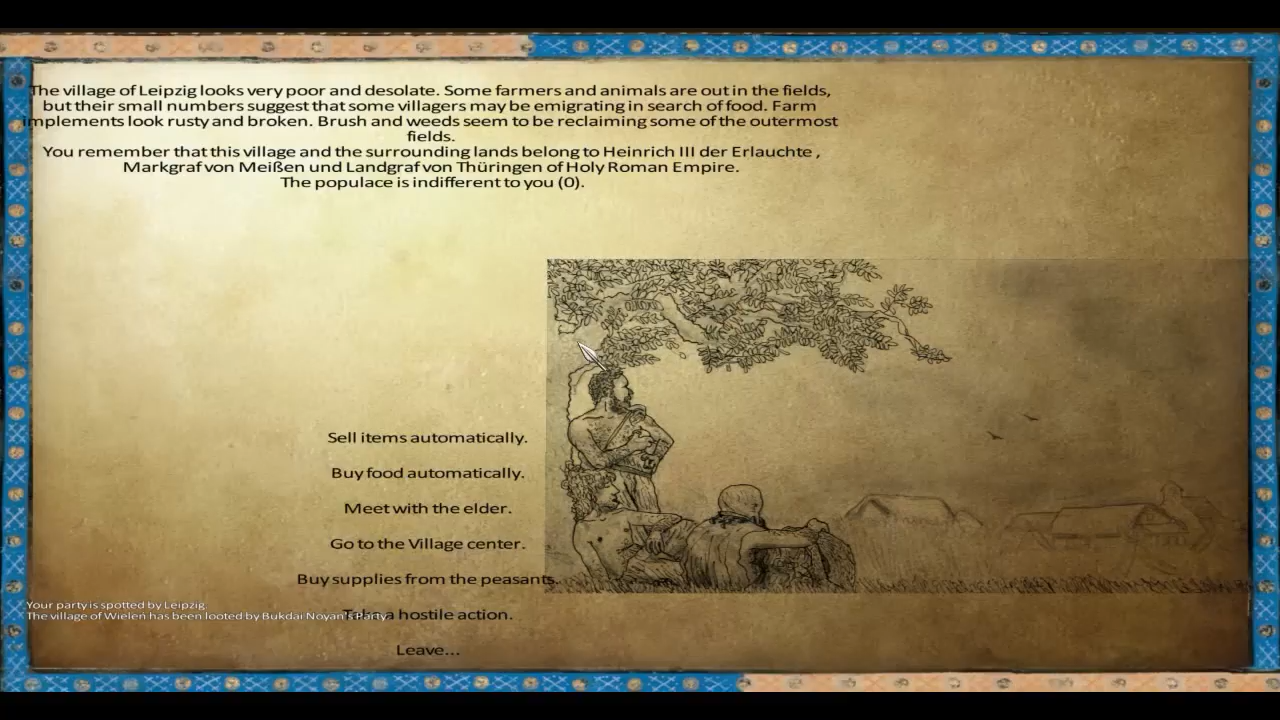 The village of Leipzig looks very poor and desolate. Some farmers and animals are out in the fields,
but their small numbers suggest that some villagers may be emigrating in search of food. Farm
implements look rusty and broken. Brush and weeds seem to be reclaiming some of the outermost
fields.
You remember that this village and the surrounding lands belong to Heinrich III der Erlauchte ,
Markgraf von Meißen und Landgraf von Thüringen of Holy Roman Empire.
The populace is indifferent to you (0).
Sell items automatically.
Buy food automatically.
Meet with the elder.
Go to the Village center.
Buy supplies from the peasants.
Your party is spotted by Leipzig.
The village of Wieleń has been looted by Bukdai Noyan's Party.
Take a hostile action.
Leave...